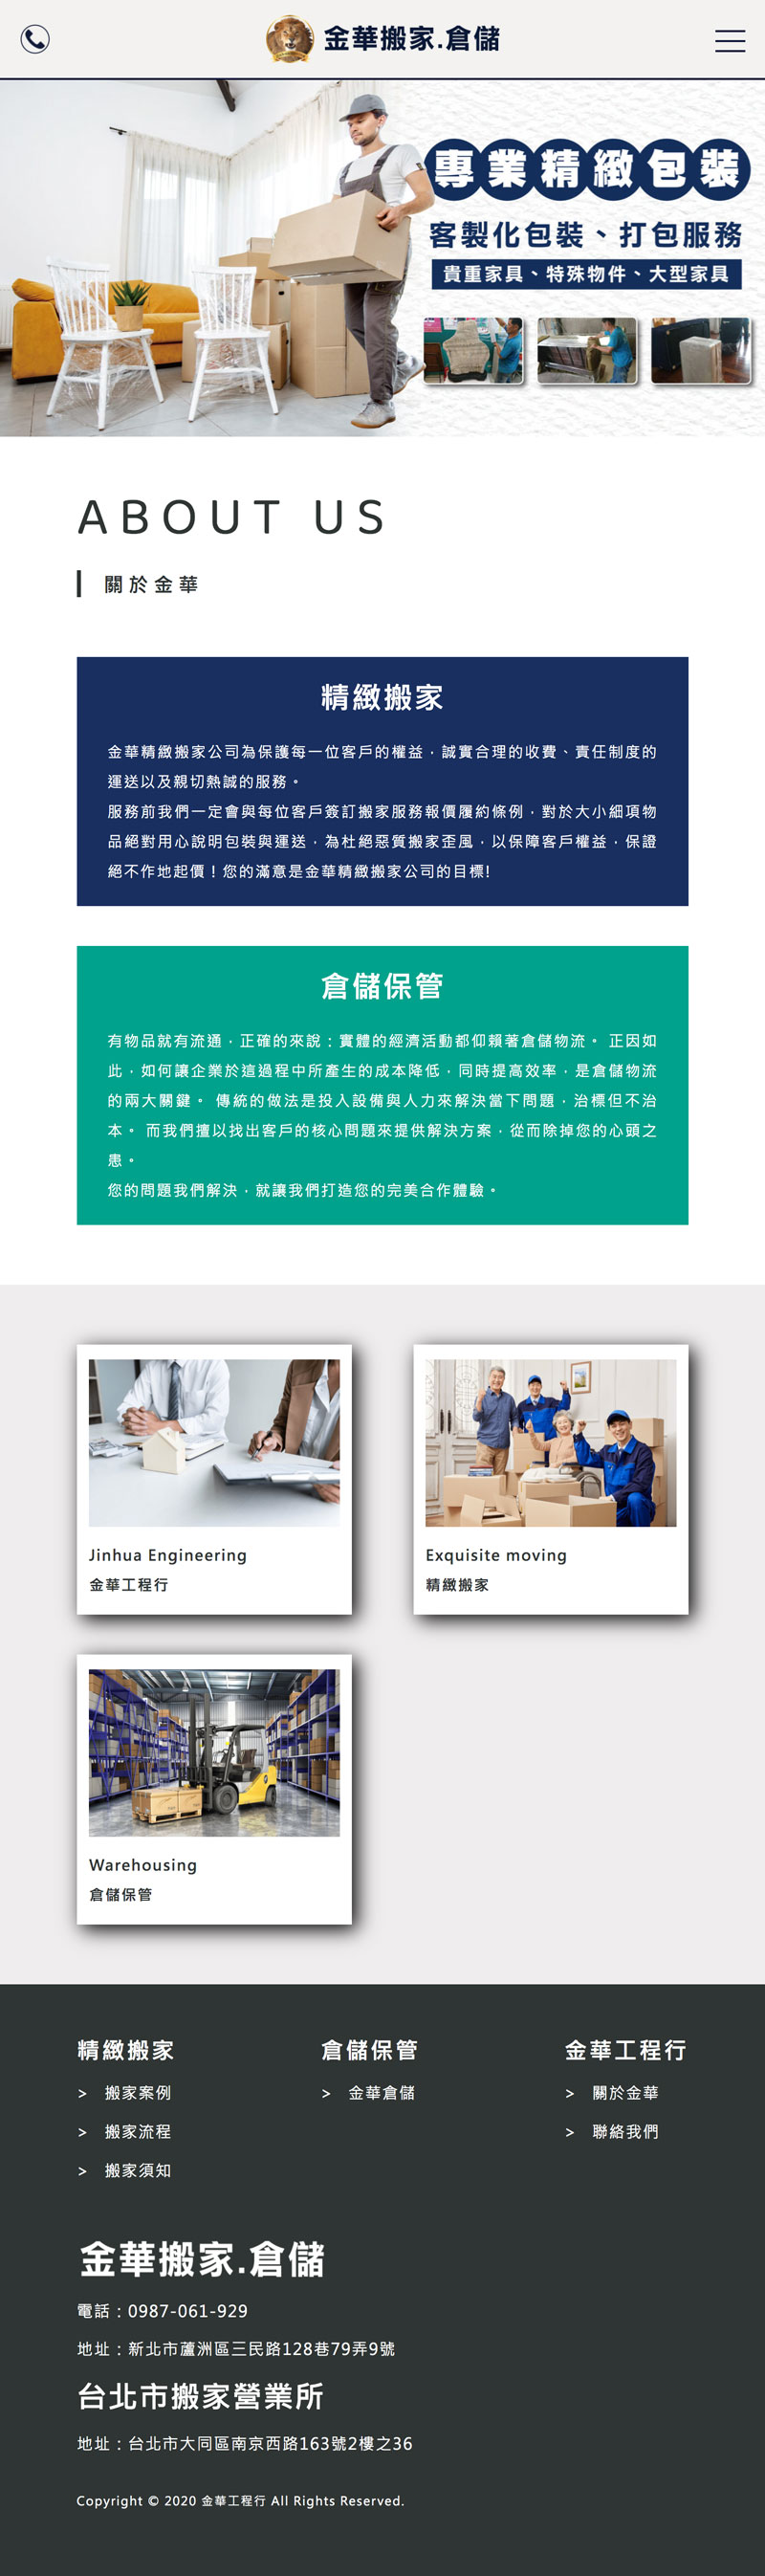 金華搬家.倉儲
專業精緻包裝
客製化包裝、打包服務
貴重家具、特殊物件、大型家具
ABOUT US
關於金華
精緻搬家
金華精緻搬家公司為保護每一位客戶的權益，誠實合理的收費、責任制度的
運送以及親切熱誠的服務。
服務前我們一定會與每位客戶簽訂搬家服務報價履約條例，對於大小細項物
品絕對用心說明包裝與運送，為杜絕惡質搬家歪風，以保障客戶權益，保證
絕不作地起價！您的滿意是金華精緻搬家公司的目標!
倉儲保管
有物品就有流通，正確的來說：實體的經濟活動都仰賴著倉儲物流。 正因如
此，如何讓企業於這過程中所產生的成本降低，同時提高效率，是倉儲物流
的兩大關鍵。 傳統的做法是投入設備與人力來解決當下問題，治標但不治
本。 而我們擅以找出客戶的核心問題來提供解決方案，從而除掉您的心頭之
患。
您的問題我們解決，就讓我們打造您的完美合作體驗。
Jinhua Engineering
金華工程行
Exquisite moving
精緻搬家
Warehousing
倉儲保管
精緻搬家
> 搬家案例
> 搬家流程
> 搬家須知
倉儲保管
> 金華倉儲
金華工程行
> 關於金華
> 聯絡我們
金華搬家.倉儲
電話：0987-061-929
地址：新北市蘆洲區三民路128巷79弄9號
台北市搬家營業所
地址：台北市大同區南京西路163號2樓之36
Copyright © 2020 金華工程行 All Rights Reserved.